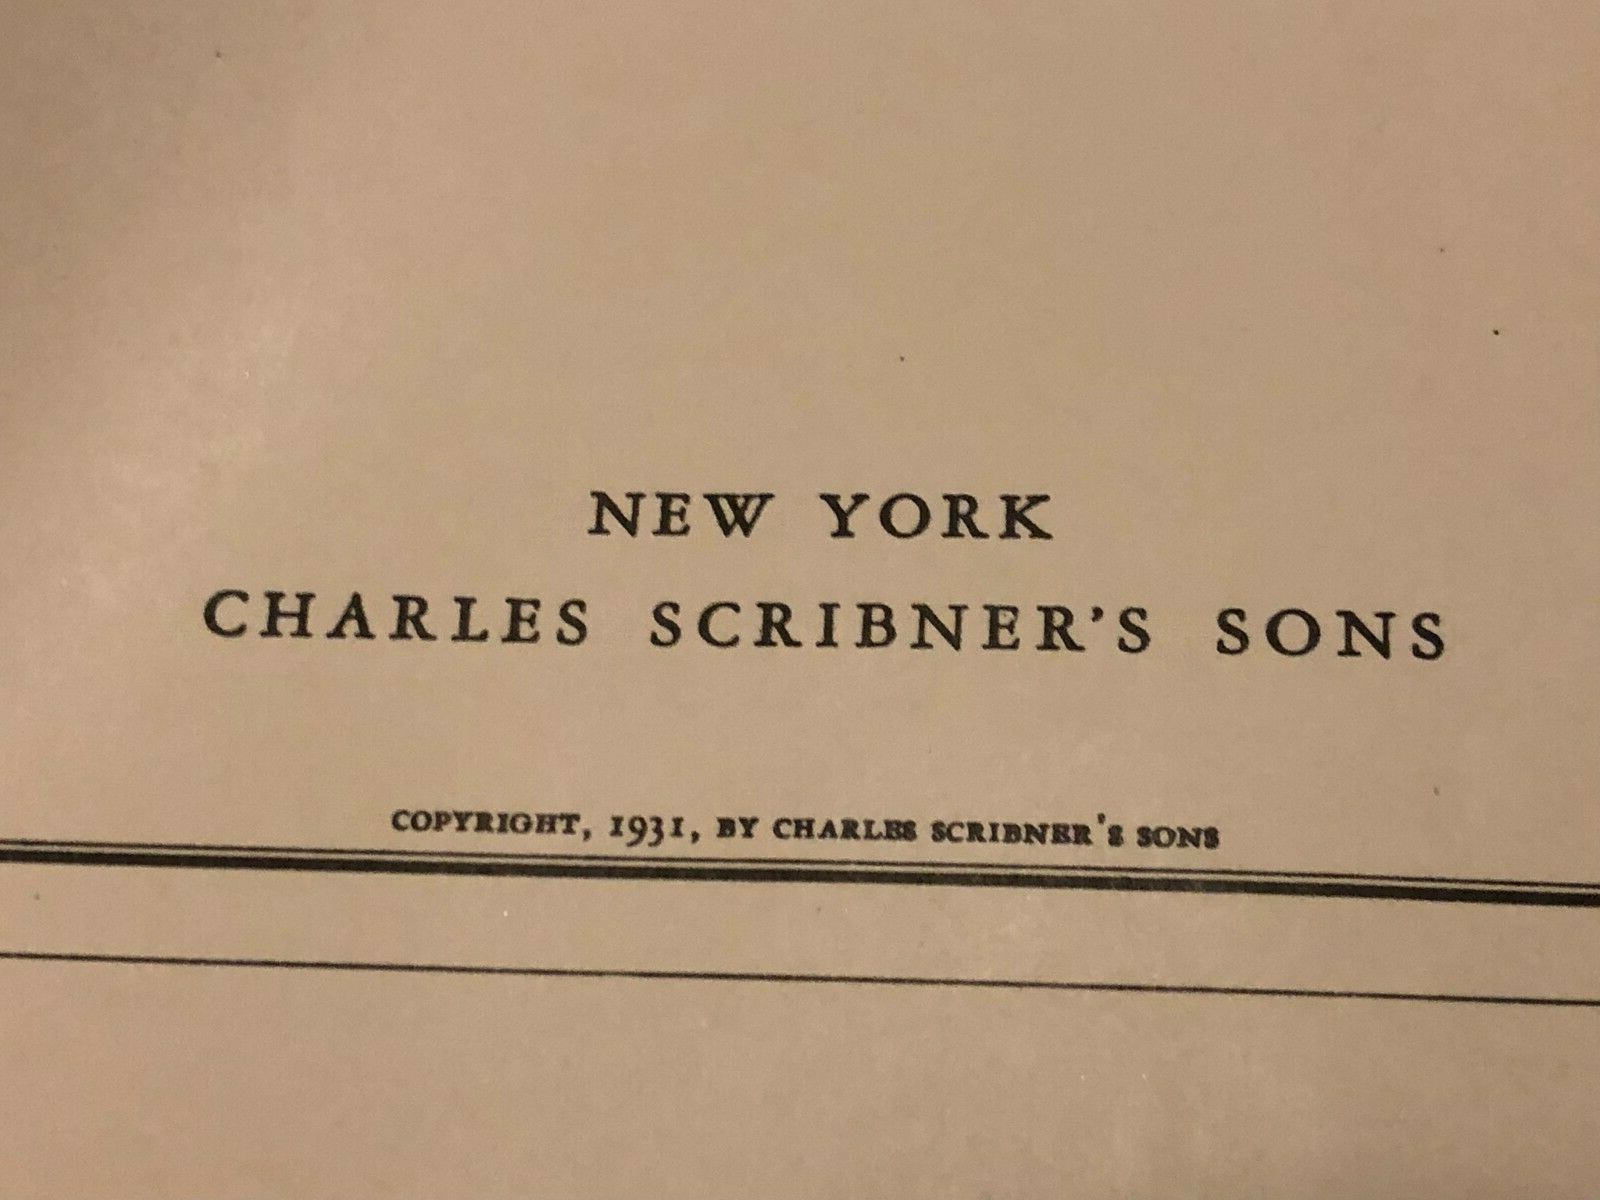 NEW YORK
CHARLES SCRIBNER'S SONS
COPYRIGHT, 1931, BY CHARLES SCRIBNER'S SONS